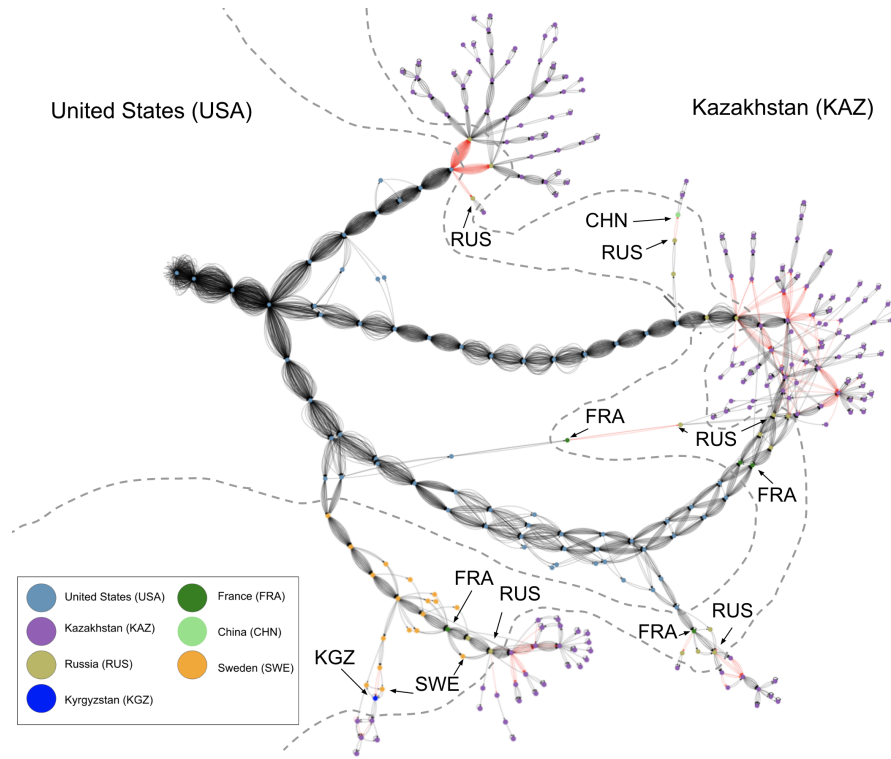 United States (USA)
Kazakhstan (KAZ)
RUS
CHN
RUS
FRA
RUS
FRA
FRA
RUS
FRA
RUS
KGZ
SWE
United States (USA)
France (FRA)
Kazakhstan (KAZ)
China (CHN)
Russia (RUS)
Sweden (SWE)
Kyrgyzstan (KGZ)